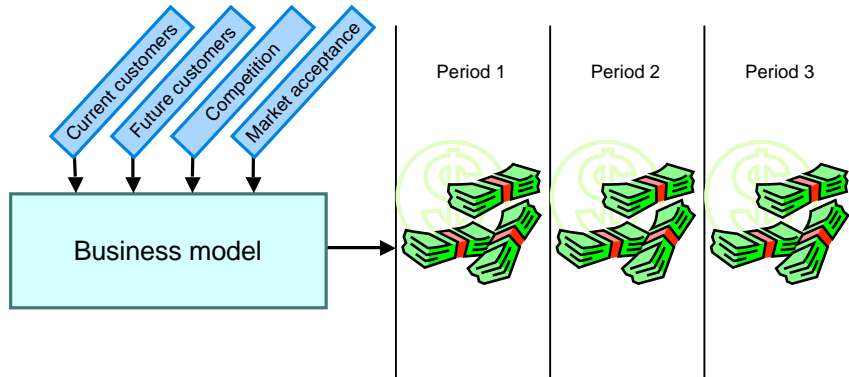 Current customers
Future customers
Competition
Market acceptance
Period 1
Period 2
Period 3
Business model